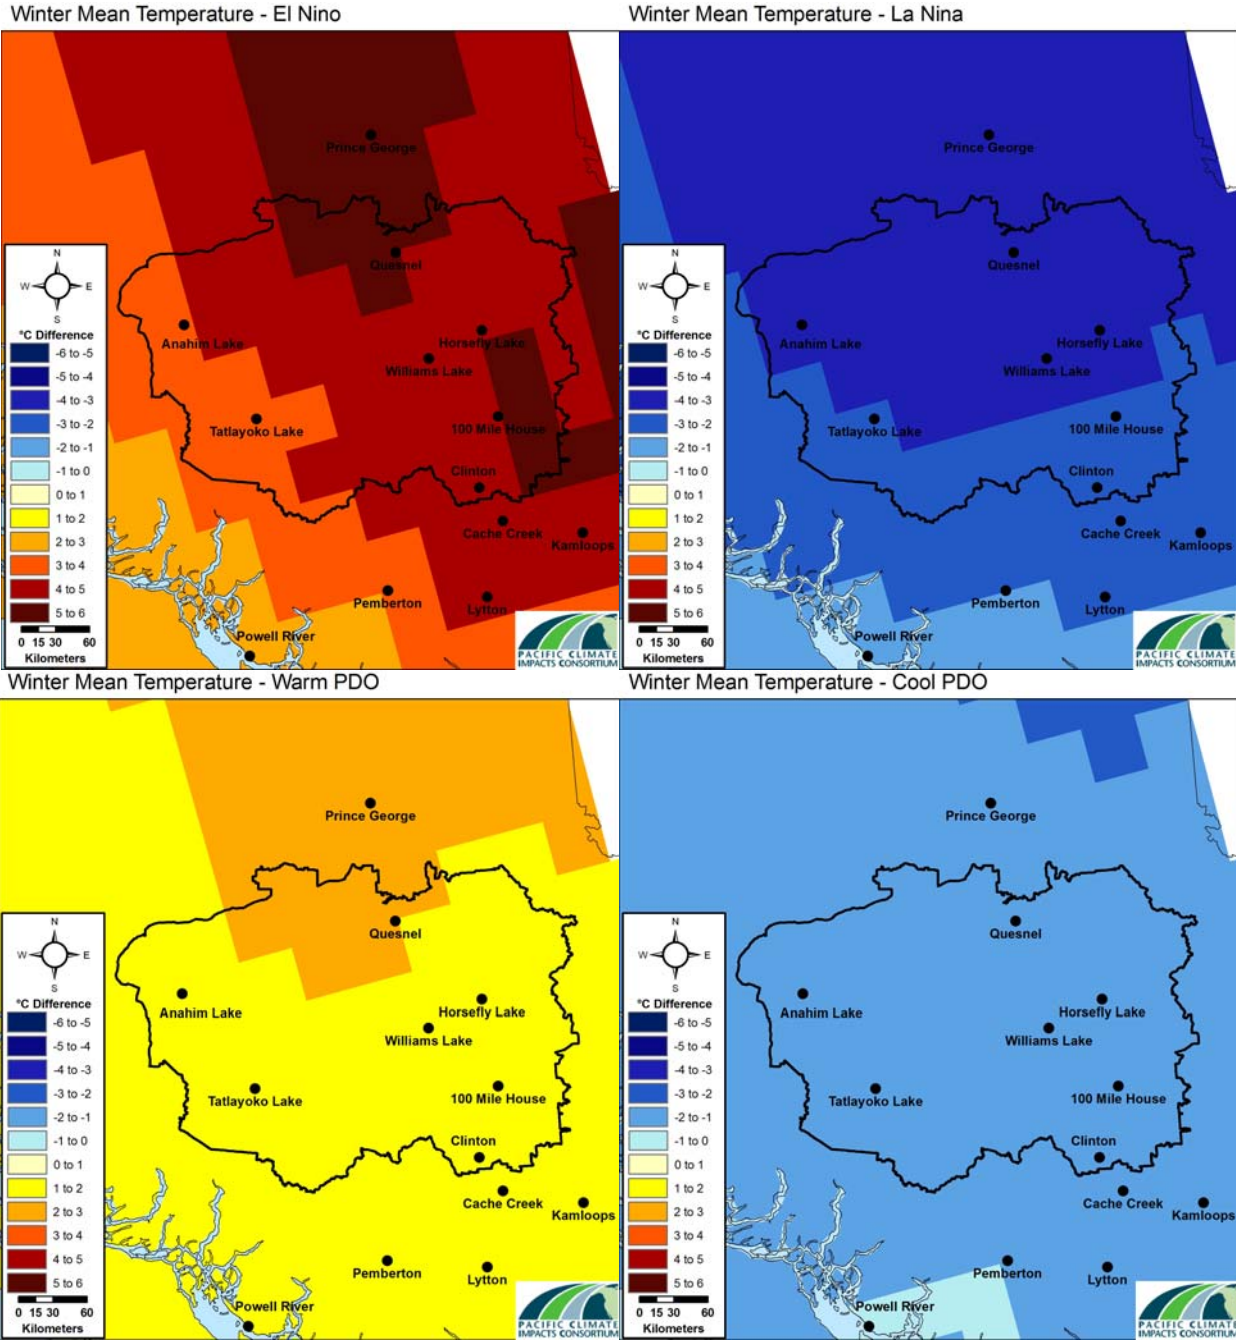 Winter Mean Temperature - El Nino
Prince George
Quesnel
Anahim Lake
Horsefly Lake
Williams Lake
Tatlayoko Lake
100 Mile House
Clinton
Cache Creek
Kamloops
Pemberton
Lytton
Powell River
N
W E
S
°C Difference
-6 to -5
-5 to -4
-4 to -3
-3 to -2
-2 to -1
-1 to 0
0 to 1
1 to 2
2 to 3
3 to 4
4 to 5
5 to 6
0 15 30 60
Kilometers
PACIFIC CLIMATE
IMPACTS CONSORTIUM
Winter Mean Temperature - La Nina
Prince George
Quesnel
Anahim Lake
Horsefly Lake
Williams Lake
Tatlayoko Lake
100 Mile House
Clinton
Cache Creek
Kamloops
Pemberton
Lytton
Powell River
N
W E
S
°C Difference
-6 to -5
-5 to -4
-4 to -3
-3 to -2
-2 to -1
-1 to 0
0 to 1
1 to 2
2 to 3
3 to 4
4 to 5
5 to 6
0 15 30 60
Kilometers
PACIFIC CLIMATE
IMPACTS CONSORTIUM
Winter Mean Temperature - Warm PDO
Prince George
Quesnel
Anahim Lake
Horsefly Lake
Williams Lake
Tatlayoko Lake
100 Mile House
Clinton
Cache Creek
Kamloops
Pemberton
Lytton
Powell River
N
W E
S
°C Difference
-6 to -5
-5 to -4
-4 to -3
-3 to -2
-2 to -1
-1 to 0
0 to 1
1 to 2
2 to 3
3 to 4
4 to 5
5 to 6
0 15 30 60
Kilometers
PACIFIC CLIMATE
IMPACTS CONSORTIUM
Winter Mean Temperature - Cool PDO
Prince George
Quesnel
Anahim Lake
Horsefly Lake
Williams Lake
Tatlayoko Lake
100 Mile House
Clinton
Cache Creek
Kamloops
Pemberton
Lytton
Powell River
N
W E
S
°C Difference
-6 to -5
-5 to -4
-4 to -3
-3 to -2
-2 to -1
-1 to 0
0 to 1
1 to 2
2 to 3
3 to 4
4 to 5
5 to 6
0 15 30 60
Kilometers
PACIFIC CLIMATE
IMPACTS CONSORTIUM